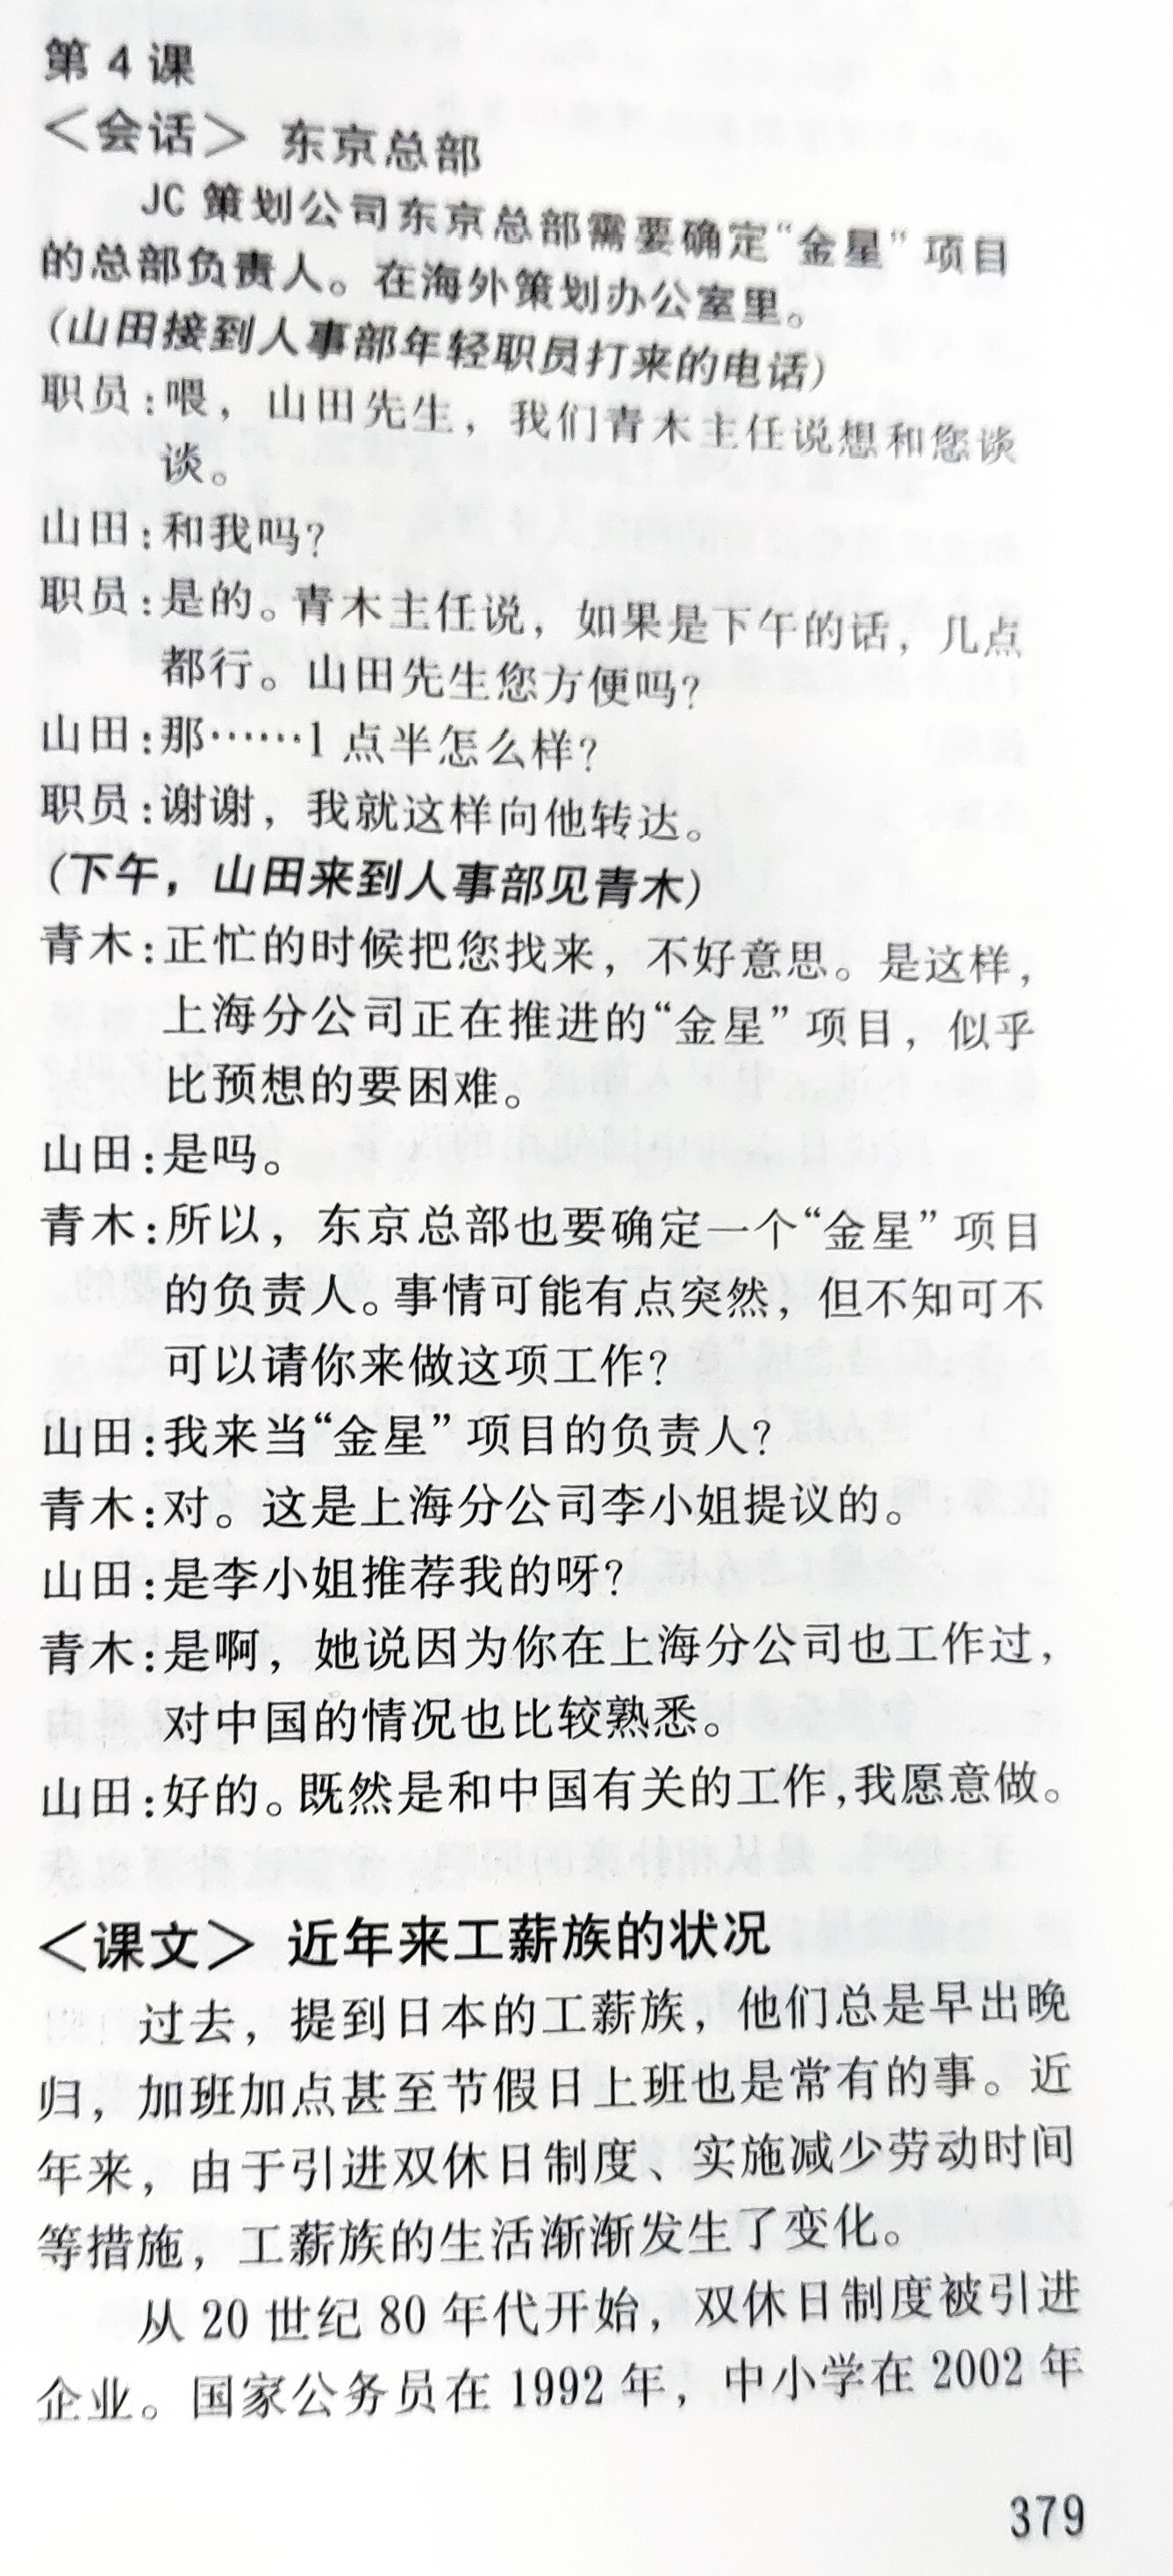 第 4 课
＜会话＞ 东京总部
JC 策划公司东京总部需要确定“金星”项目
的总部负责人。在海外策划办公室里。
(山田接到人事部年轻职员打来的电话)
职员:喂，山田先生，我们青木主任说想和您谈
谈。
山田:和我吗?
职员:是的。青木主任说，如果是下午的话，几点
都行。山田先生您方便吗?
山田:那……1 点半怎么样?
职员:谢谢，我就这样向他转达。
(下午，山田来到人事部见青木)
青木:正忙的时候把您找来，不好意思。是这样，
上海分公司正在推进的“金星”项目，似乎
比预想的要困难。
山田:是吗。
青木:所以，东京总部也要确定一个“金星”项目
的负责人。事情可能有点突然，但不知可不
可以请你来做这项工作?
山田:我来当“金星”项目的负责人?
青木:对。这是上海分公司李小姐提议的。
山田:是李小姐推荐我的呀?
青木:是啊，她说因为你在上海分公司也工作过，
对中国的情况也比较熟悉。
山田:好的。既然是和中国有关的工作,我愿意做。
＜课文＞ 近年来工薪族的状况
过去，提到日本的工薪族，他们总是早出晚
归，加班加点甚至节假日上班也是常有的事。近
年来，由于引进双休日制度、实施减少劳动时间
等措施，工薪族的生活渐渐发生了变化。
从 20 世纪 80 年代开始，双休日制度被引进
企业。国家公务员在 1992 年，中小学在 2002 年
379